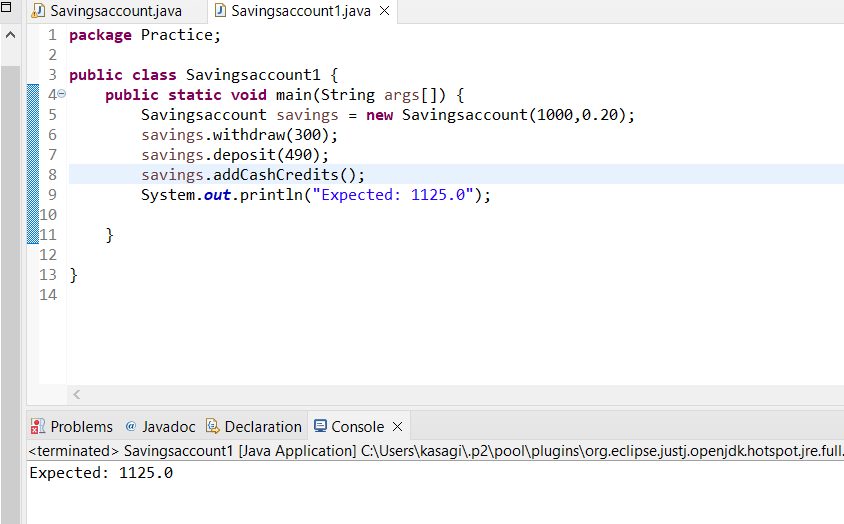 Savingsaccount.java Savingsaccount1.java
1 package Practice;
2
3 public class Savingsaccount1 {
4 public static void main(String args[]) {
5 Savingsaccount savings = new Savingsaccount(1000,0.20);
6 savings.withdraw(300);
7 savings.deposit(490);
8 savings.addCashCredits();
9 System.out.println("Expected: 1125.0");
10
11 }
12
13 }
14
Problems @ Javadoc Declaration Console
<terminated> Savingsaccount1 [Java Application] C:\Users\kasagi\.p2\pool\plugins\org.eclipse.justj.openjdk.hotspot.jre.full.
Expected: 1125.0